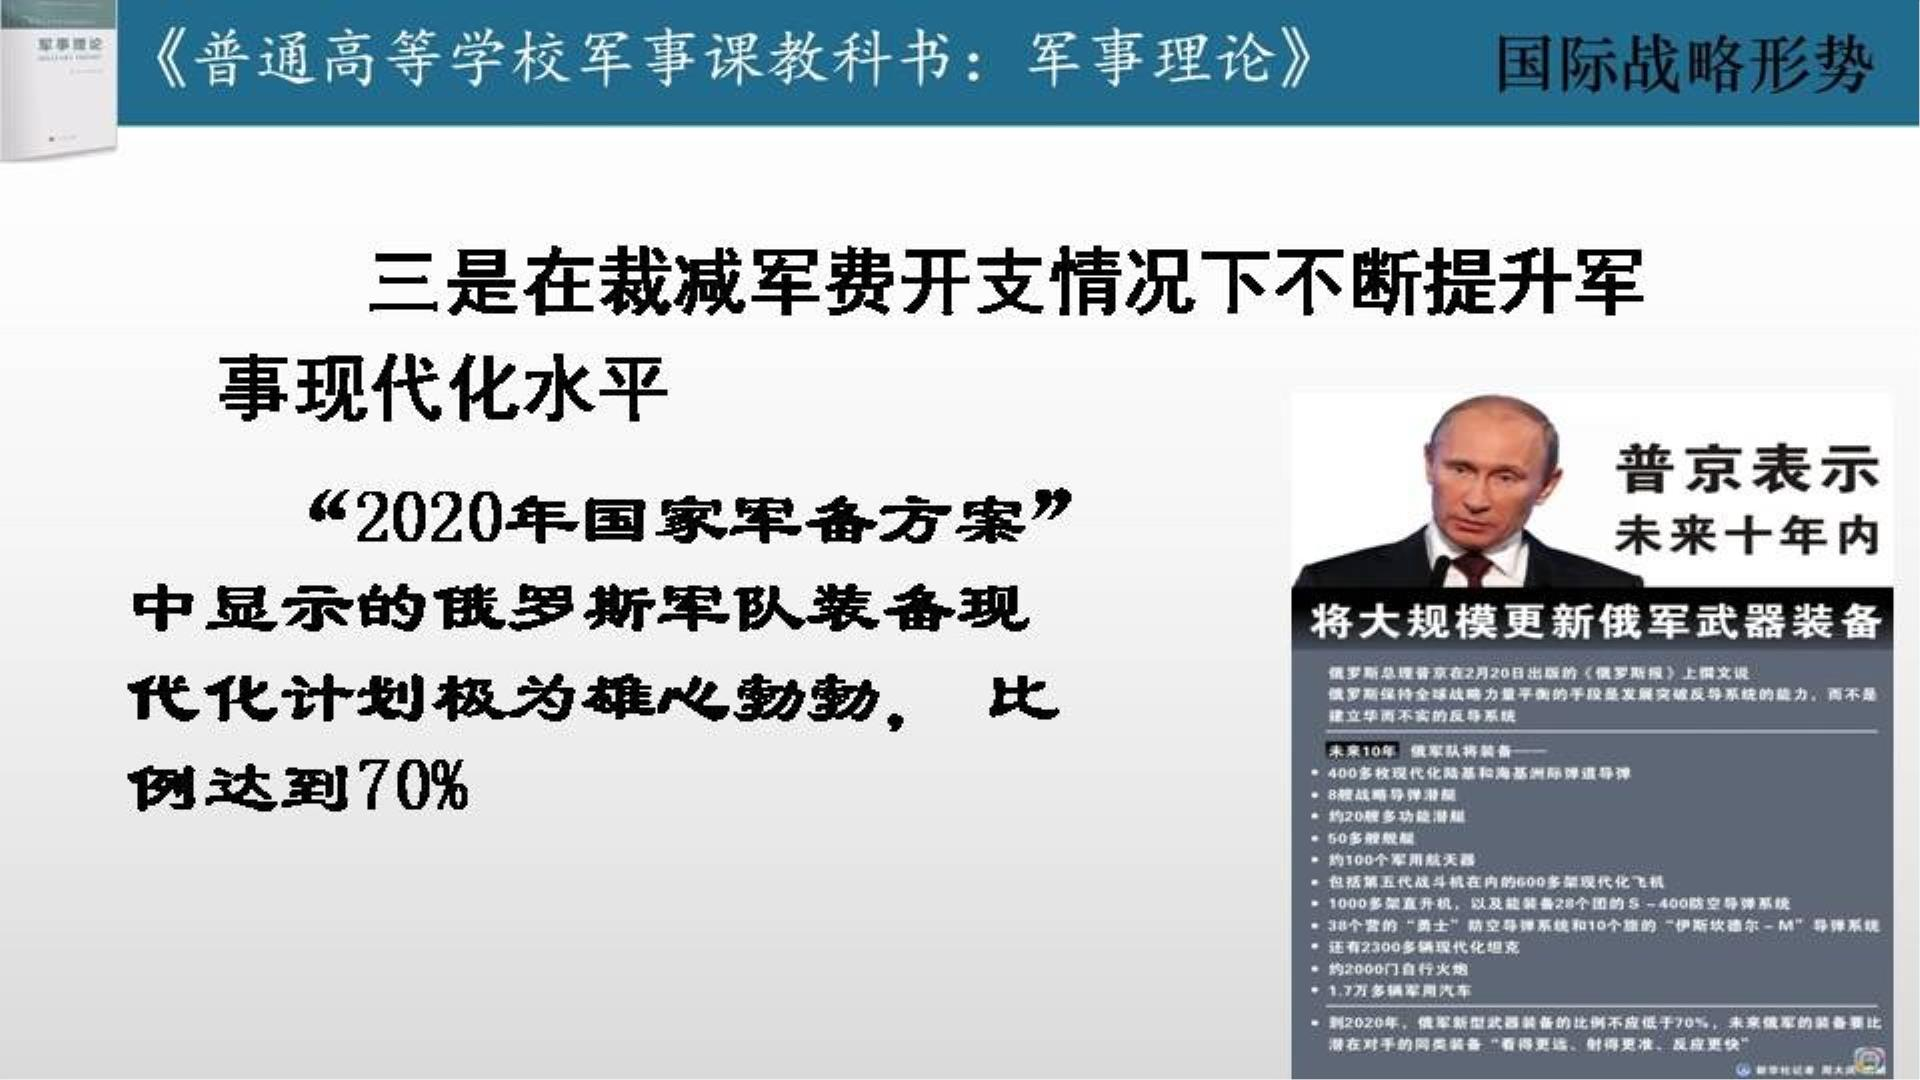 军事理论
《普通高等学校军事课教科书：军事理论》
国际战略形势
三是在裁减军费开支情况下不断提升军
事现代化水平
“2020年国家军备方案”
中显示的俄罗斯军队装备现
代化计划极为雄心勃勃， 比
例达到70%
普京表示
未来十年内
将大规模更新俄军武器装备
俄罗斯总理普京在2月20日出版的《俄罗斯报》上撰文说
俄罗斯保持全球战略力量平衡的手段是发展突破反导系统的能力，而不是
建立华而不实的反导系统
未来10年 俄军队将装备——
• 400多枚现代化陆基和海基洲际弹道导弹
• 8艘战略导弹潜艇
• 约20艘多功能潜艇
• 50多艘舰艇
• 约100个军用航天器
• 包括第五代战斗机在内的600多架现代化飞机
• 1000多架直升机，以及能装备28个团的S－400防空导弹系统
• 38个营的“勇士”防空导弹系统和10个旅的“伊斯坎德尔－M”导弹系统
• 还有2300多辆现代化坦克
• 约2000门自行火炮
• 1.7万多辆军用汽车
• 到2020年，俄军新型武器装备的比例不应低于70%，未来俄军的装备要比
潜在对手的同类装备“看得更远、射得更准、反应更快”
新华社记者